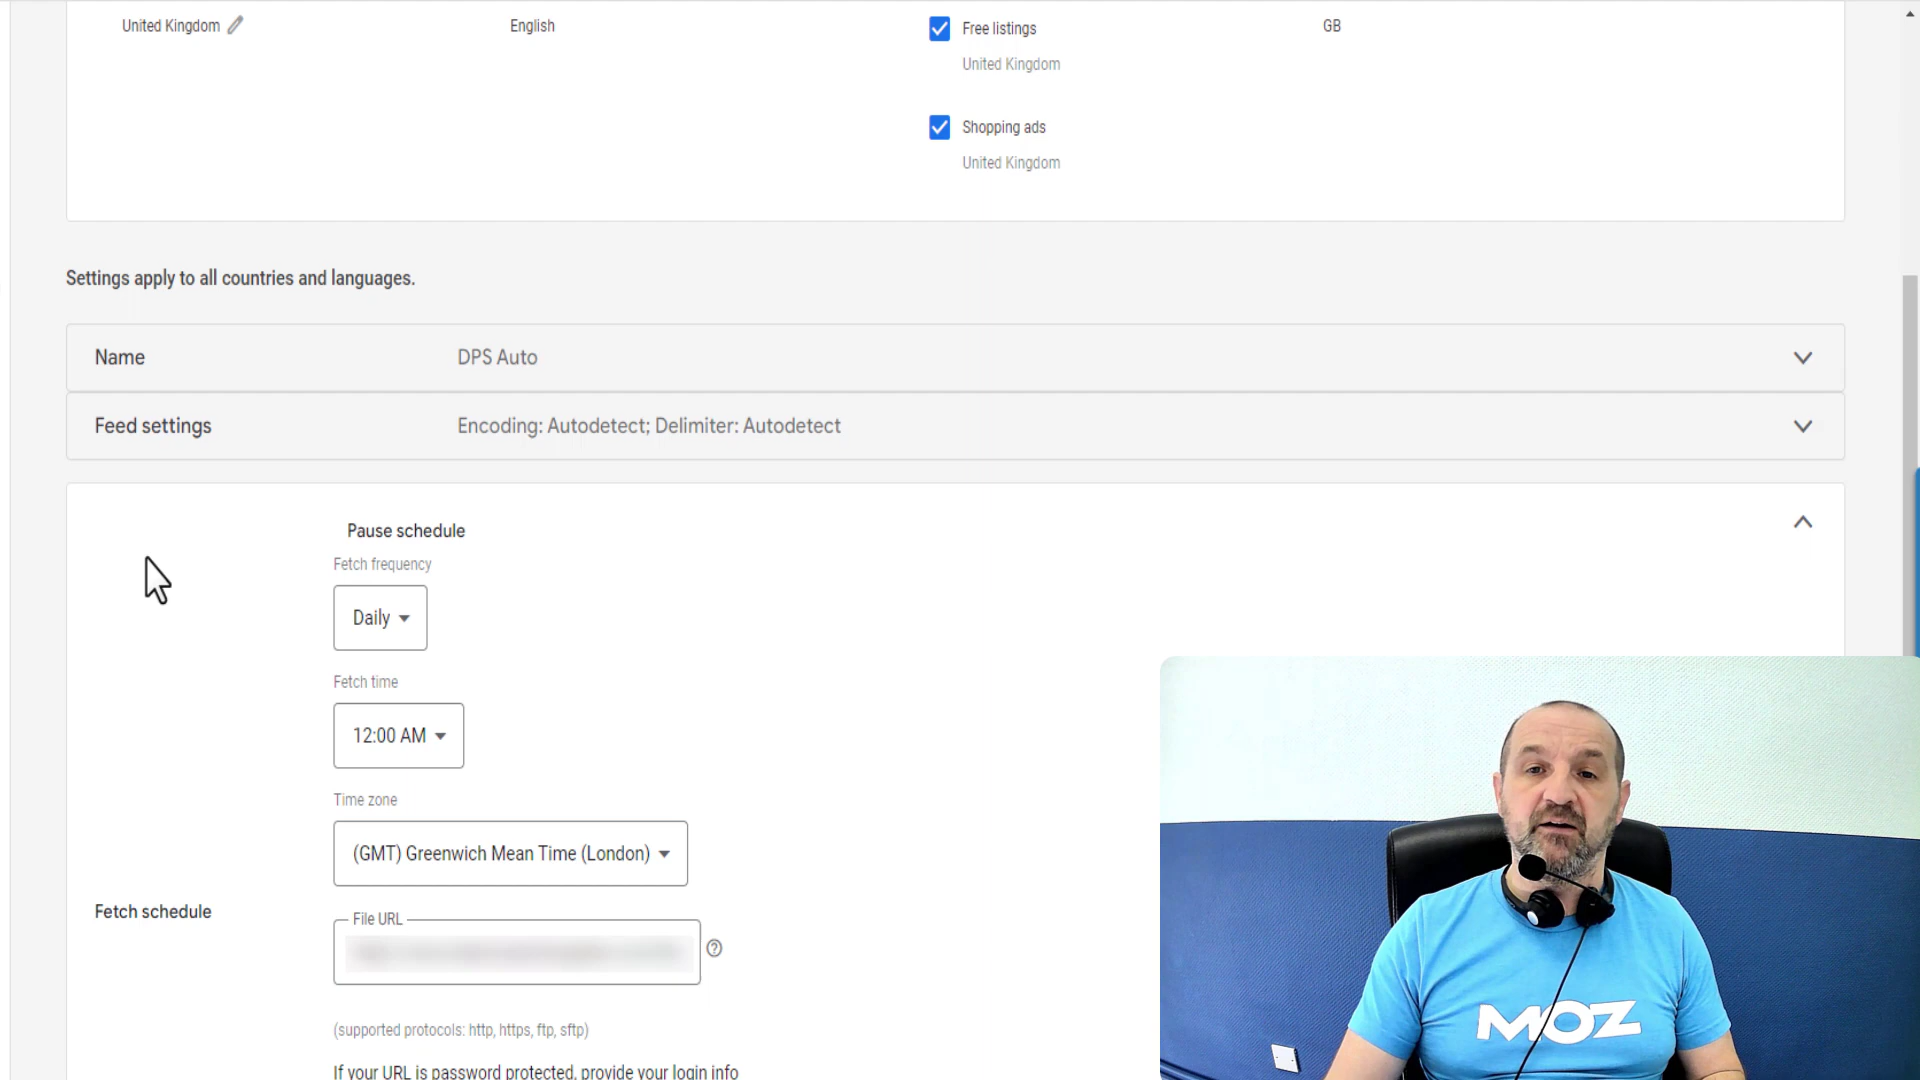 United Kingdom English Free listings GB
United Kingdom
Shopping ads
United Kingdom
Settings apply to all countries and languages.
Name DPS Auto
Feed settings Encoding: Autodetect; Delimiter: Autodetect
Pause schedule
Fetch frequency
Daily
Fetch time
12:00 AM
Time zone
(GMT) Greenwich Mean Time (London)
Fetch schedule
File URL
(supported protocols: http, https, ftp, sftp)
If your URL is password protected, provide your login info
MOZ